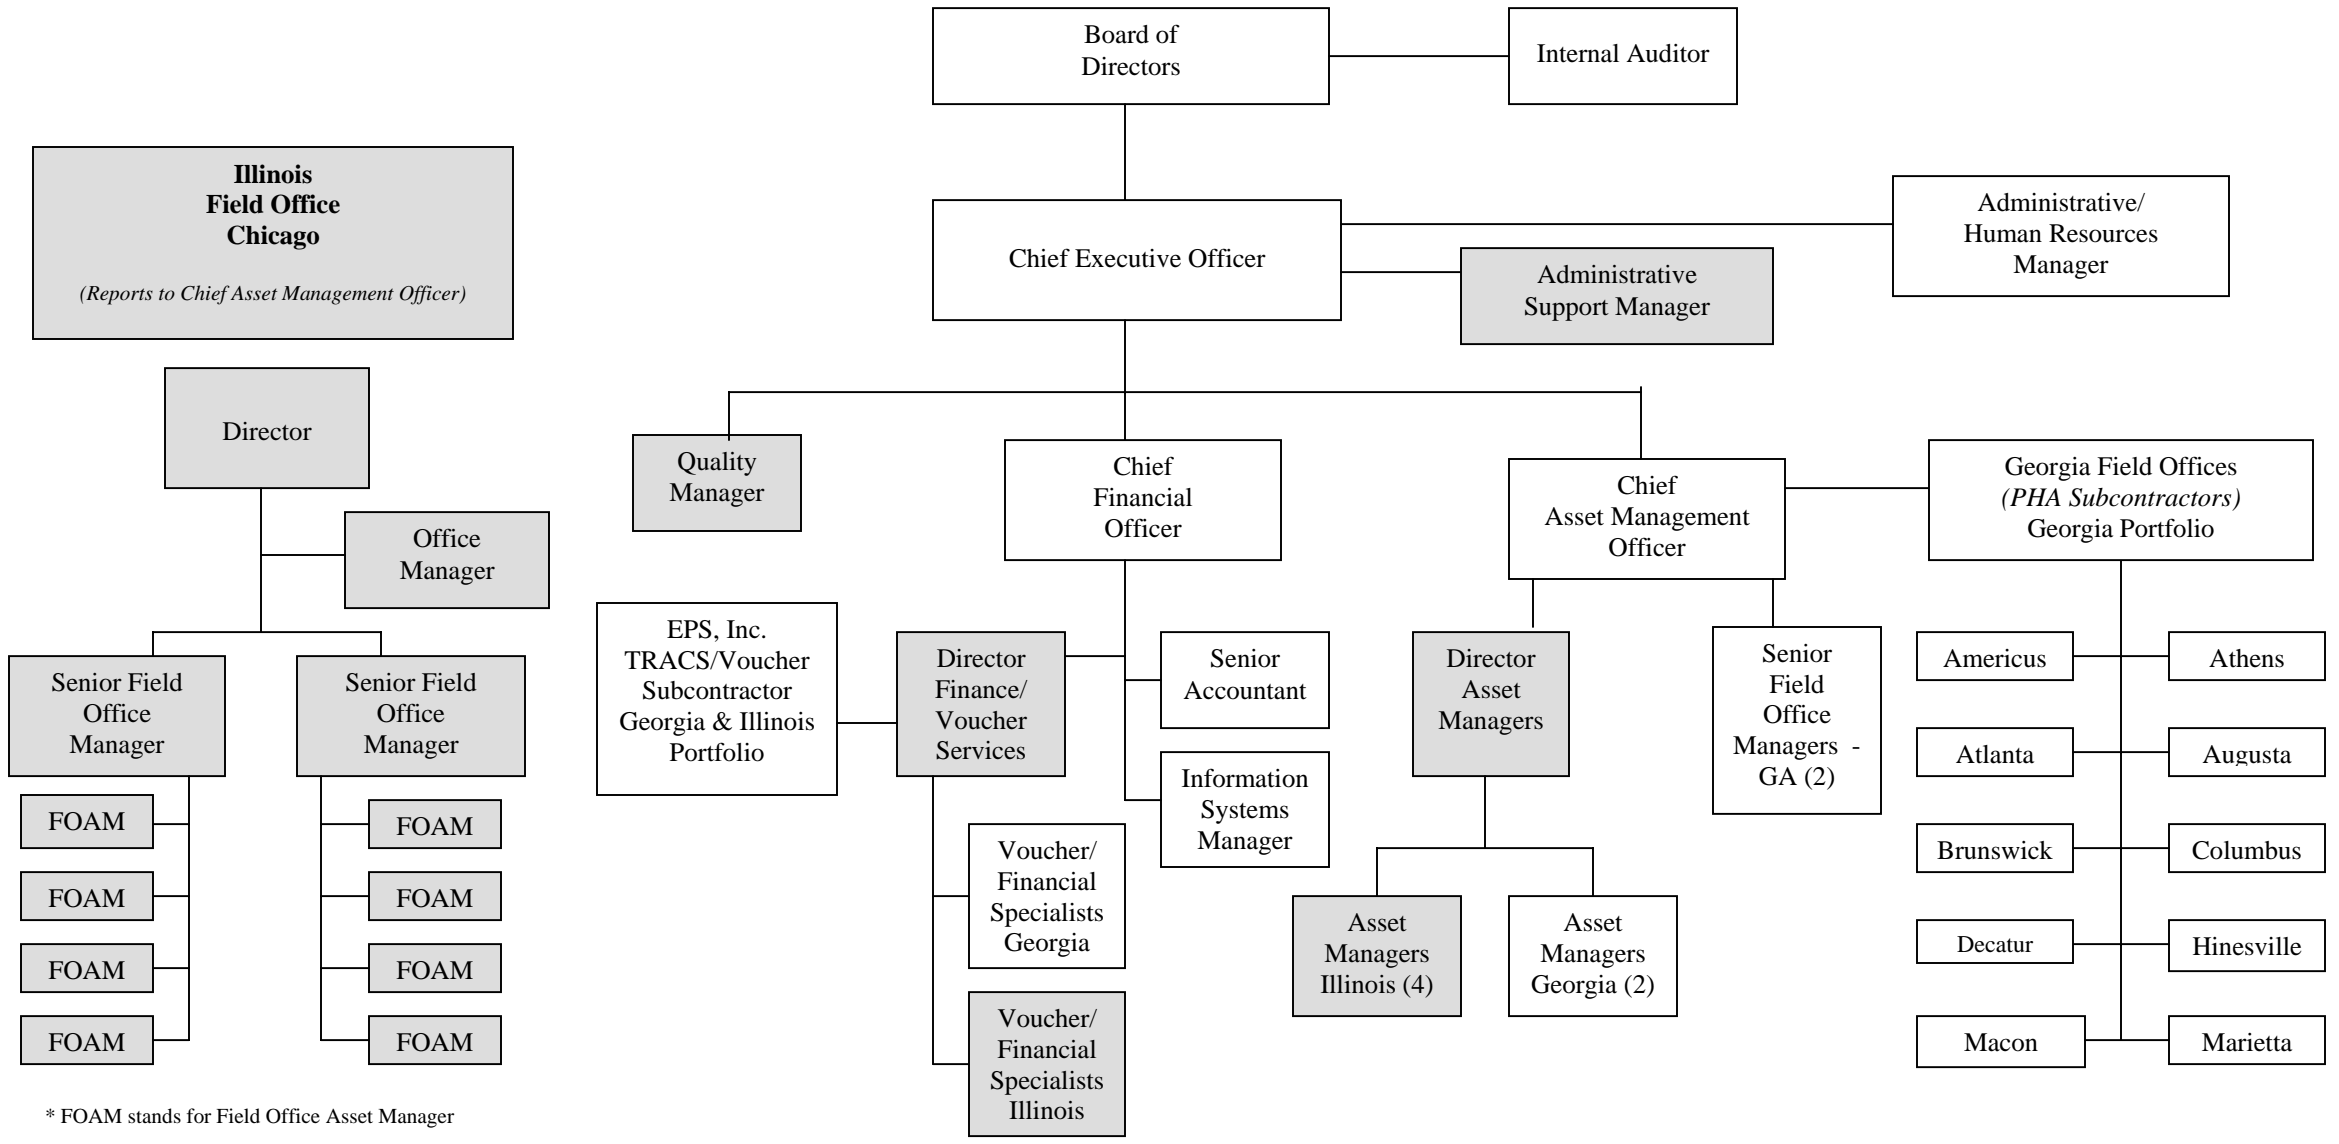 Board of
Directors
Internal Auditor
Illinois
Field Office
Chicago
(Reports to Chief Asset Management Officer)
Chief Executive Officer
Administrative/
Human Resources
Manager
Administrative
Support Manager
Director
Office
Manager
Senior Field
Office
Manager
Senior Field
Office
Manager
FOAM
FOAM
FOAM
FOAM
FOAM
FOAM
FOAM
FOAM
* FOAM stands for Field Office Asset Manager
Quality
Manager
Chief
Financial
Officer
Chief
Asset Management
Officer
Georgia Field Offices
(PHA Subcontractors)
Georgia Portfolio
EPS, Inc.
TRACS/Voucher
Subcontractor
Georgia & Illinois
Portfolio
Director
Finance/
Voucher
Services
Senior
Accountant
Information
Systems
Manager
Voucher/
Financial
Specialists
Georgia
Voucher/
Financial
Specialists
Illinois
Director
Asset
Managers
Senior
Field
Office
Managers -
GA (2)
Asset
Managers
Illinois (4)
Asset
Managers
Georgia (2)
Americus
Athens
Atlanta
Augusta
Brunswick
Columbus
Decatur
Hinesville
Macon
Marietta